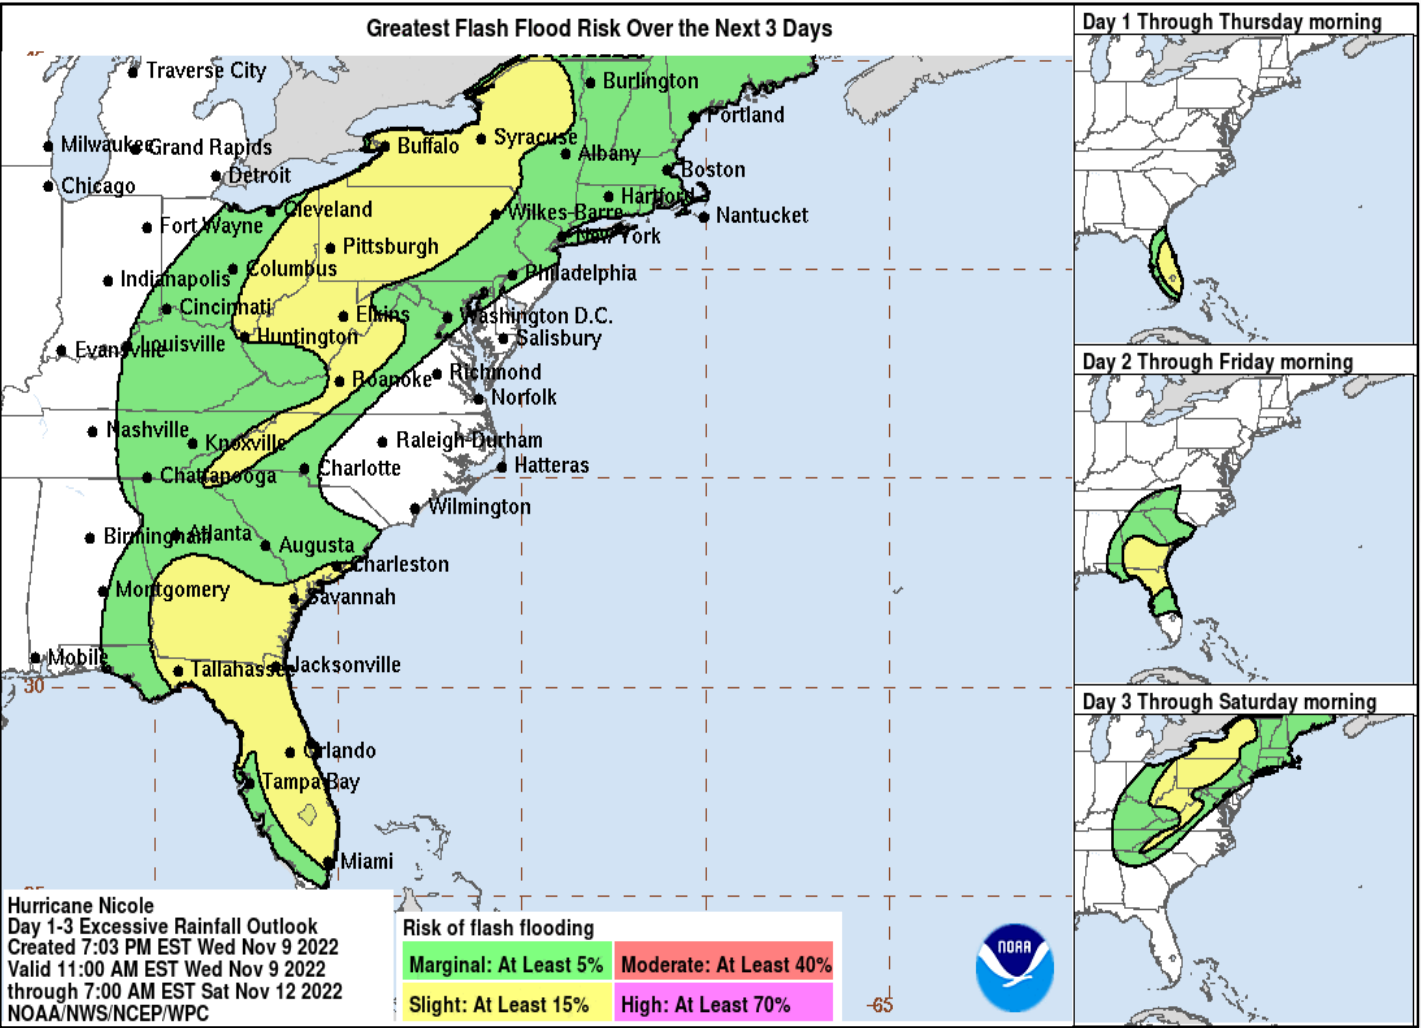 Greatest Flash Flood Risk Over the Next 3 Days
Traverse City
Burlington
Portland
Milwaukee
Grand Rapids
Buffalo
Syracuse
Albany
Boston
Detroit
Chicago
Hartford
Nantucket
Cleveland
Wilkes-Barre
Fort Wayne
New York
Pittsburgh
Columbus
Philadelphia
Indianapolis
Cincinnati
Elkins
Washington D.C.
Huntington
Salisbury
Louisville
Evansville
Roanoke
Richmond
Norfolk
Nashville
Knoxville
Raleigh-Durham
Charlotte
Hatteras
Chattanooga
Wilmington
Birmingham
Atlanta
Augusta
Charleston
Montgomery
Savannah
Mobile
Tallahassee
Jacksonville
30
Orlando
Tampa Bay
Miami
-65
Hurricane Nicole
Day 1-3 Excessive Rainfall Outlook
Created 7:03 PM EST Wed Nov 9 2022
Valid 11:00 AM EST Wed Nov 9 2022
through 7:00 AM EST Sat Nov 12 2022
NOAA/NWS/NCEP/WPC
Risk of flash flooding
Marginal: At Least 5%
Moderate: At Least 40%
Slight: At Least 15%
High: At Least 70%
NOAA
Day 1 Through Thursday morning
Day 2 Through Friday morning
Day 3 Through Saturday morning